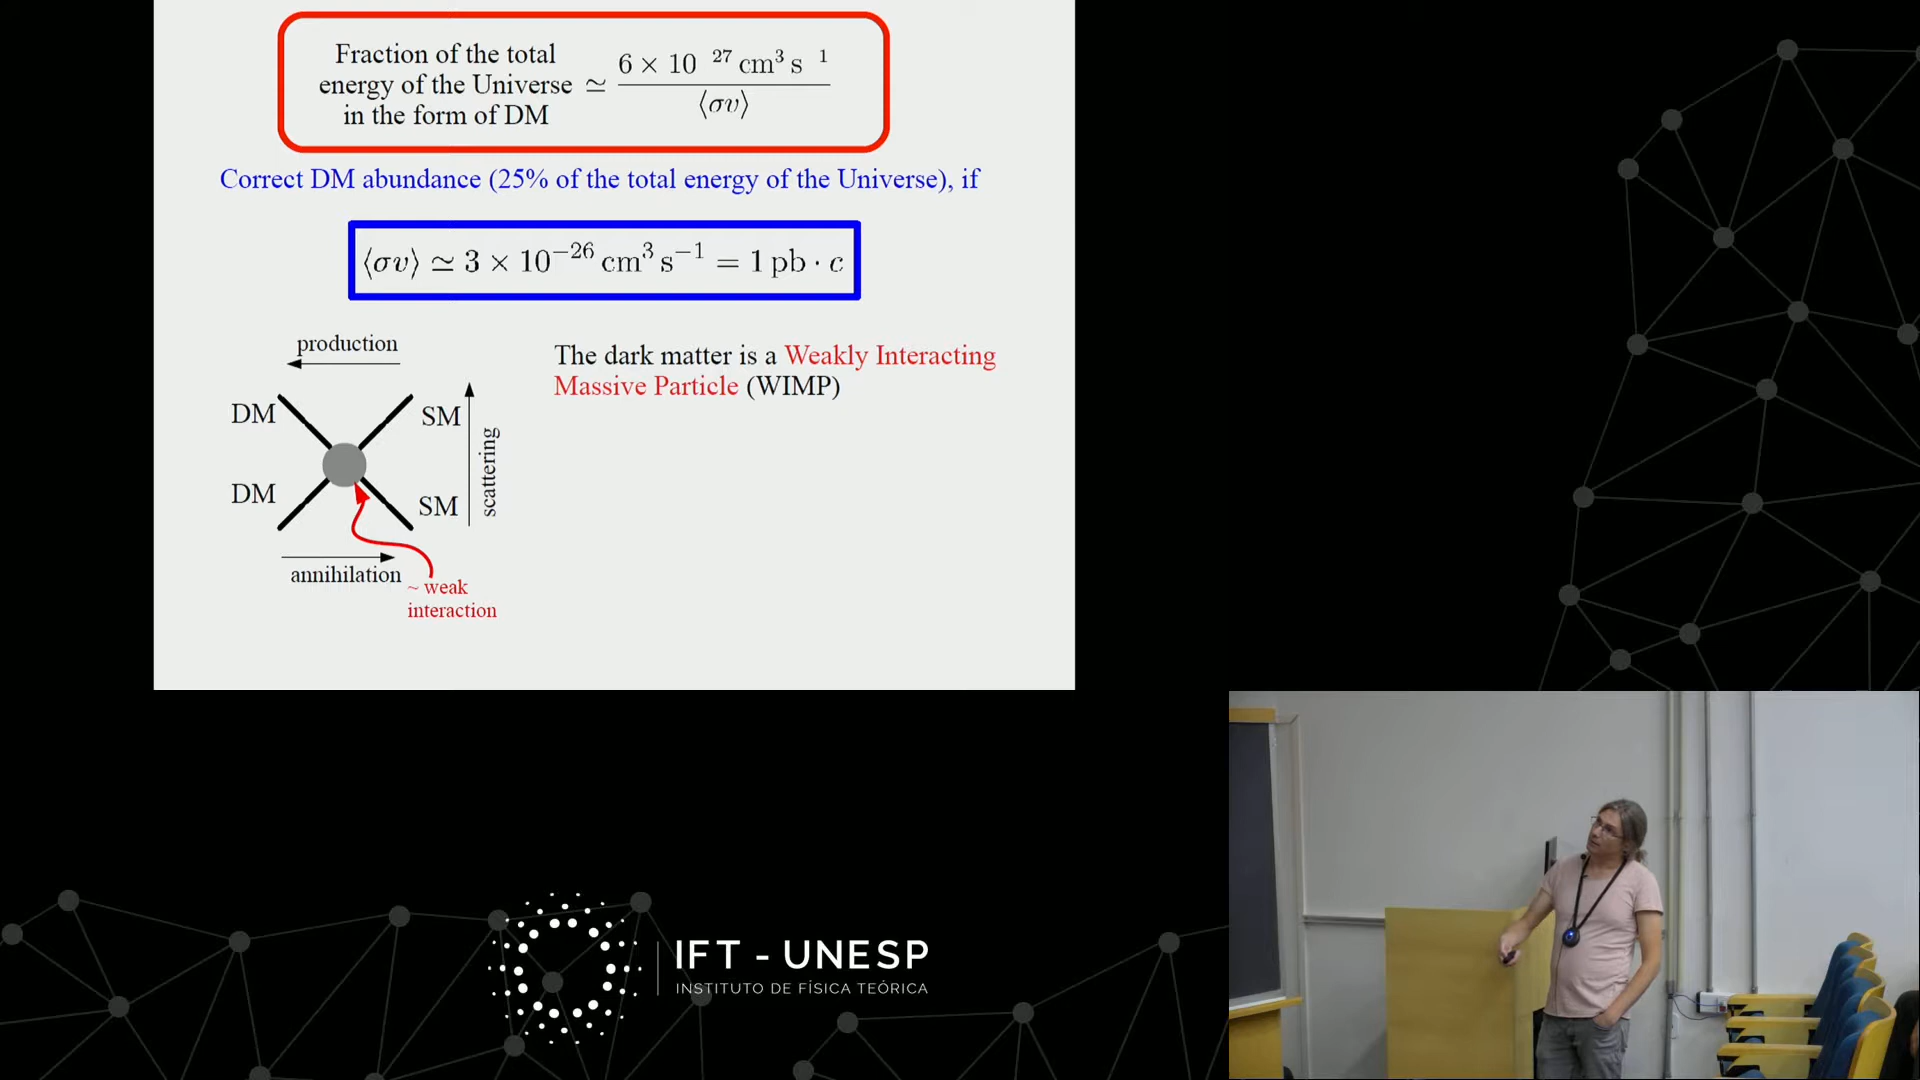 Fraction of the total
energy of the Universe ≃ 6 × 10 27 cm³ s 1 / ⟨σv⟩
in the form of DM
Correct DM abundance (25% of the total energy of the Universe), if
⟨σv⟩ ≃ 3 × 10⁻²⁶ cm³ s⁻¹ = 1 pb · c
production
The dark matter is a Weakly Interacting
Massive Particle (WIMP)
DM
SM
scattering
DM
SM
annihilation
~ weak
interaction
IFT - UNESP
INSTITUTO DE FÍSICA TEÓRICA